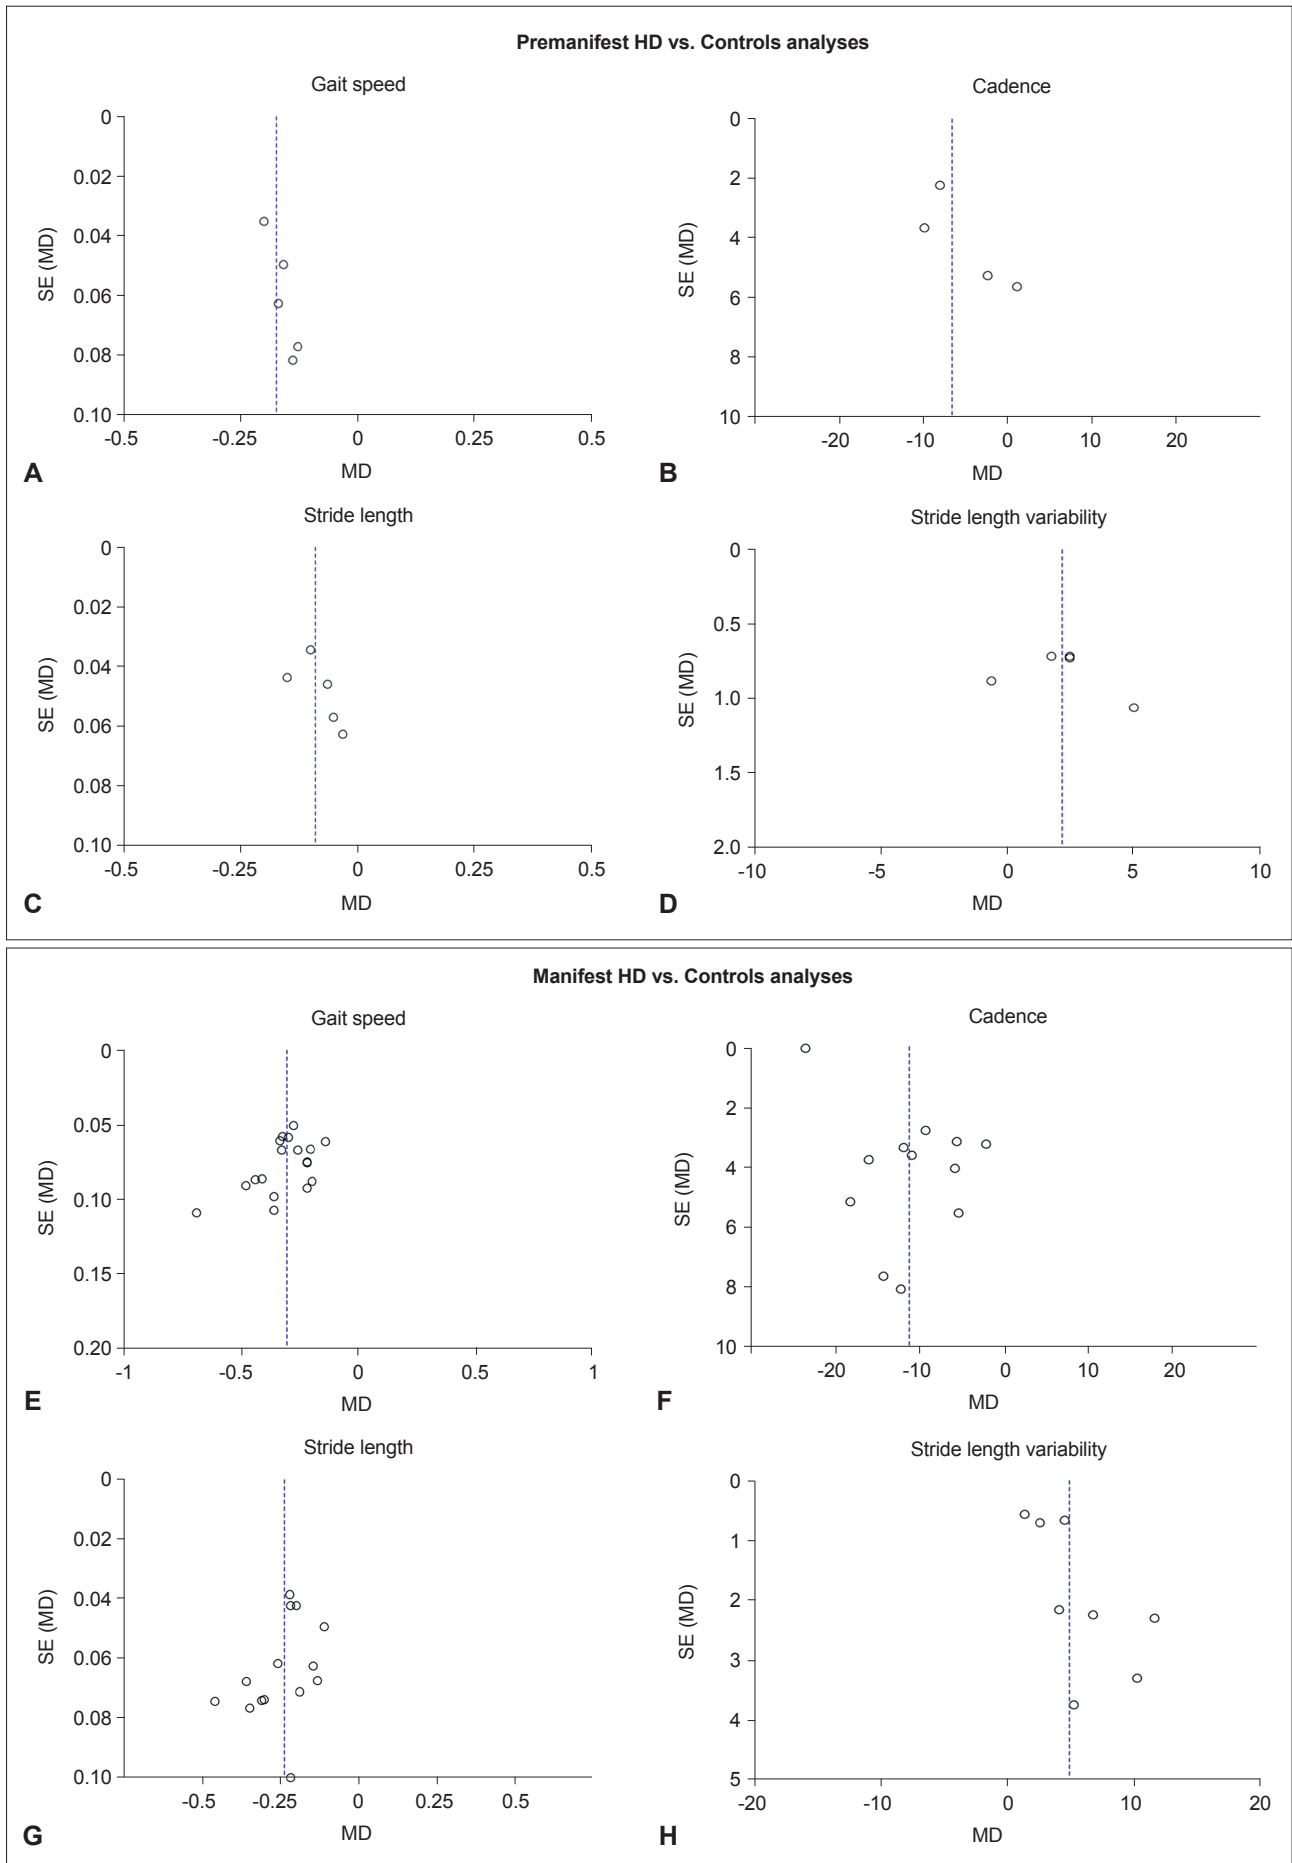 Premanifest HD vs. Controls analyses
Gait speed
0
0.02
0.04
0.06
0.08
0.10
SE (MD)
-0.5
-0.25
0
0.25
0.5
MD
A
Cadence
0
2
4
6
8
10
SE (MD)
-20
-10
0
10
20
MD
B
Stride length
0
0.02
0.04
0.06
0.08
0.10
SE (MD)
-0.5
-0.25
0
0.25
0.5
MD
C
Stride length variability
0
0.5
1.0
1.5
2.0
SE (MD)
-10
-5
0
5
10
MD
D
Manifest HD vs. Controls analyses
Gait speed
0
0.05
0.10
0.15
0.20
SE (MD)
-1
-0.5
0
0.5
1
MD
E
Cadence
0
2
4
6
8
10
SE (MD)
-20
-10
0
10
20
MD
F
Stride length
0
0.02
0.04
0.06
0.08
0.10
SE (MD)
-0.5
-0.25
0
0.25
0.5
MD
G
Stride length variability
0
1
2
3
4
5
SE (MD)
-20
-10
0
10
20
MD
H